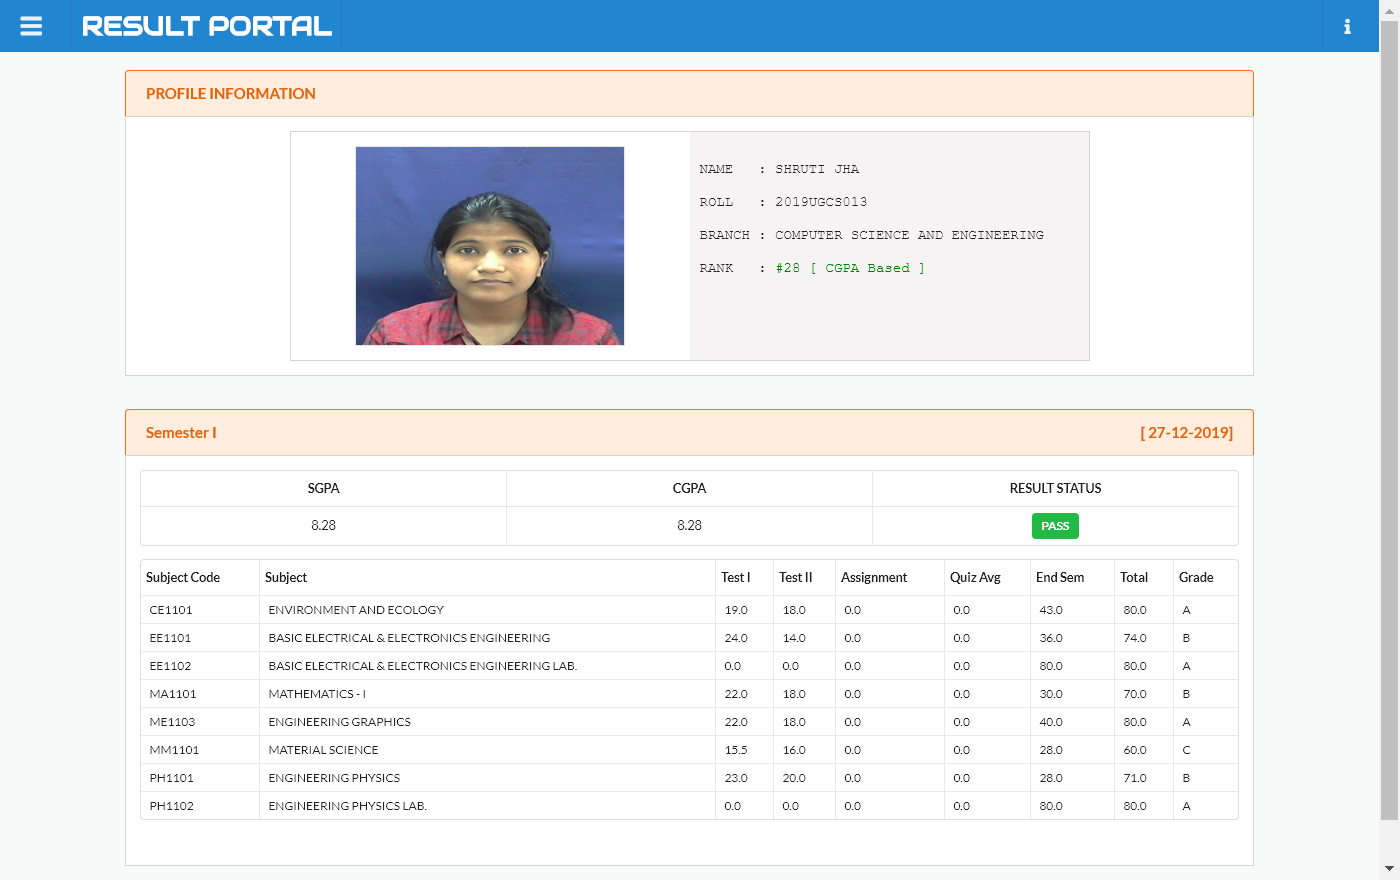 RESULT PORTAL
PROFILE INFORMATION
NAME : SHRUTI JHA
ROLL : 2019UGCS013
BRANCH : COMPUTER SCIENCE AND ENGINEERING
RANK : #28 [ CGPA Based ]
Semester I [ 27-12-2019]
SGPA CGPA RESULT STATUS
8.28 8.28 PASS
Subject Code Subject Test I Test II Assignment Quiz Avg End Sem Total Grade
CE1101 ENVIRONMENT AND ECOLOGY 19.0 18.0 0.0 0.0 43.0 80.0 A
EE1101 BASIC ELECTRICAL & ELECTRONICS ENGINEERING 24.0 14.0 0.0 0.0 36.0 74.0 B
EE1102 BASIC ELECTRICAL & ELECTRONICS ENGINEERING LAB. 0.0 0.0 0.0 0.0 80.0 80.0 A
MA1101 MATHEMATICS - I 22.0 18.0 0.0 0.0 30.0 70.0 B
ME1103 ENGINEERING GRAPHICS 22.0 18.0 0.0 0.0 40.0 80.0 A
MM1101 MATERIAL SCIENCE 15.5 16.0 0.0 0.0 28.0 60.0 C
PH1101 ENGINEERING PHYSICS 23.0 20.0 0.0 0.0 28.0 71.0 B
PH1102 ENGINEERING PHYSICS LAB. 0.0 0.0 0.0 0.0 80.0 80.0 A